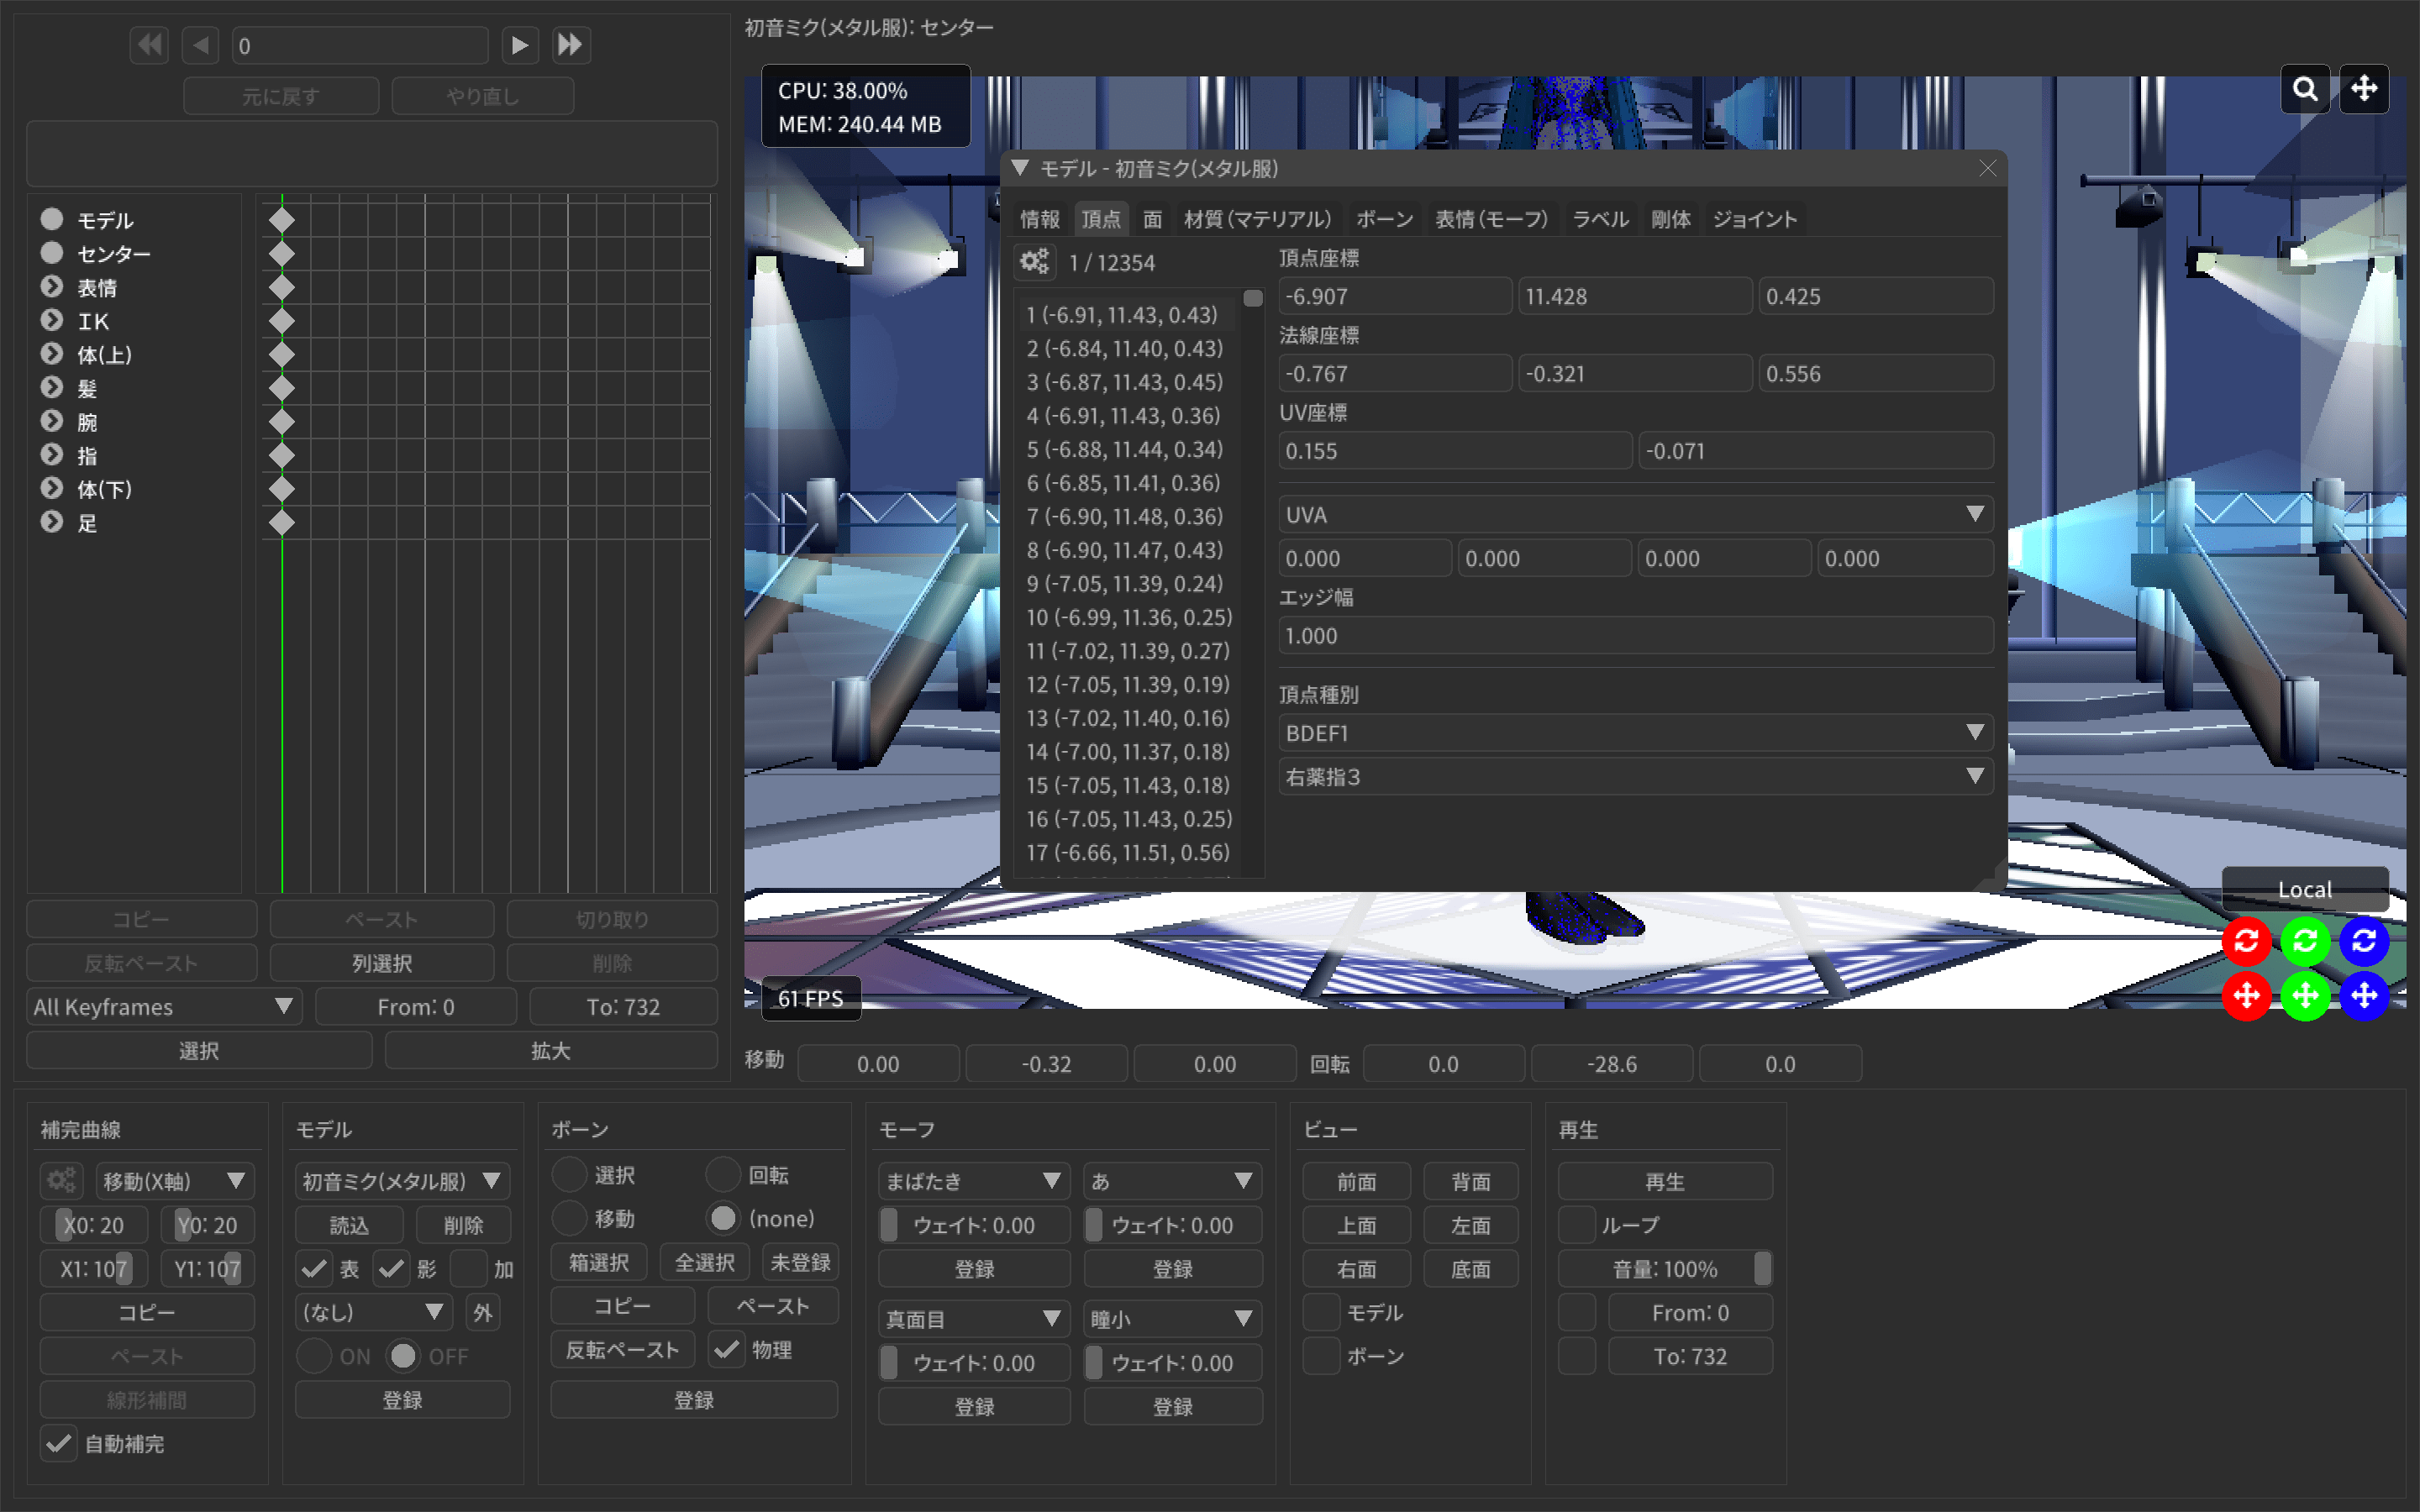 0
元に戻す やり直し
モデル
センター
表情
IK
体(上)
髪
腕
指
体(下)
足
コピー ペースト 切り取り
反転ペースト 列選択 削除
All Keyframes From: 0 To: 732
選択 拡大
初音ミク(メタル服): センター
CPU: 38.00%
MEM: 240.44 MB
モデル - 初音ミク(メタル服)
情報 頂点 面 材質(マテリアル) ボーン 表情(モーフ) ラベル 剛体 ジョイント
1 / 12354
1 (-6.91, 11.43, 0.43)
2 (-6.84, 11.40, 0.43)
3 (-6.87, 11.43, 0.45)
4 (-6.91, 11.43, 0.36)
5 (-6.88, 11.44, 0.34)
6 (-6.85, 11.41, 0.36)
7 (-6.90, 11.48, 0.36)
8 (-6.90, 11.47, 0.43)
9 (-7.05, 11.39, 0.24)
10 (-6.99, 11.36, 0.25)
11 (-7.02, 11.39, 0.27)
12 (-7.05, 11.39, 0.19)
13 (-7.02, 11.40, 0.16)
14 (-7.00, 11.37, 0.18)
15 (-7.05, 11.43, 0.18)
16 (-7.05, 11.43, 0.25)
17 (-6.66, 11.51, 0.56)
頂点座標
-6.907 11.428 0.425
法線座標
-0.767 -0.321 0.556
UV座標
0.155 -0.071
UVA
0.000 0.000 0.000 0.000
エッジ幅
1.000
頂点種別
BDEF1
右薬指３
Local
61 FPS
移動 0.00 -0.32 0.00 回転 0.0 -28.6 0.0
補完曲線
移動(X軸)
X0: 20 Y0: 20
X1: 107 Y1: 107
コピー
ペースト
線形補間
自動補完
モデル
初音ミク(メタル服)
読込 削除
表 影 加
(なし) 外
ON OFF
登録
ボーン
選択 回転
移動 (none)
箱選択 全選択 未登録
コピー ペースト
反転ペースト 物理
登録
モーフ
まばたき あ
ウェイト: 0.00 ウェイト: 0.00
登録 登録
真面目 瞳小
ウェイト: 0.00 ウェイト: 0.00
登録 登録
ビュー
前面 背面
上面 左面
右面 底面
モデル
ボーン
再生
再生
ループ
音量: 100%
From: 0
To: 732